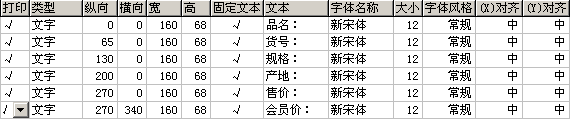 打印 类型 纵向 横向 宽 高 固定文本 文本 字体名称 大小 字体风格 (X)对齐 (Y)对齐
√ 文字 0 0 160 68 √ 品名： 新宋体 12 常规 中 中
√ 文字 65 0 160 68 √ 货号： 新宋体 12 常规 中 中
√ 文字 130 0 160 68 √ 规格： 新宋体 12 常规 中 中
√ 文字 200 0 160 68 √ 产地： 新宋体 12 常规 中 中
√ 文字 270 0 160 68 √ 售价： 新宋体 12 常规 中 中
√ 文字 270 340 160 68 √ 会员价： 新宋体 12 常规 中 中